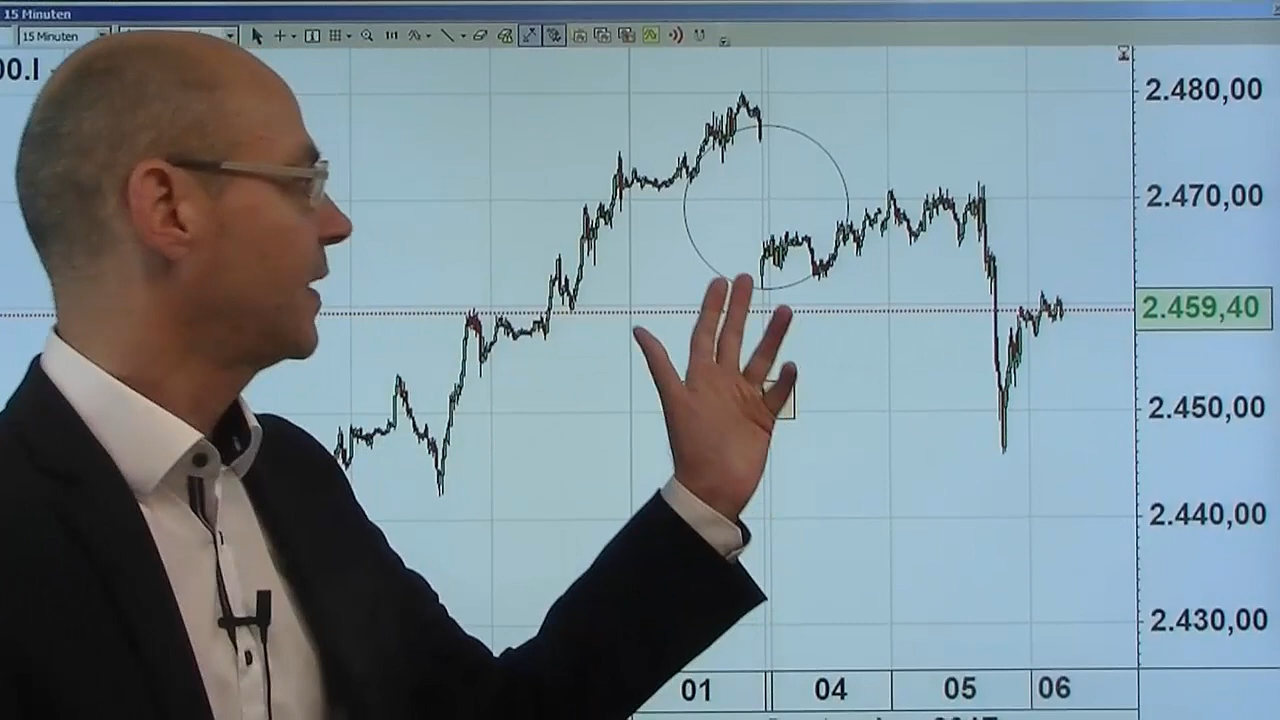 15 Minuten
15 Minuten
00.I
2.480,00
2.470,00
2.459,40
2.450,00
2.440,00
2.430,00
01 04 05 06